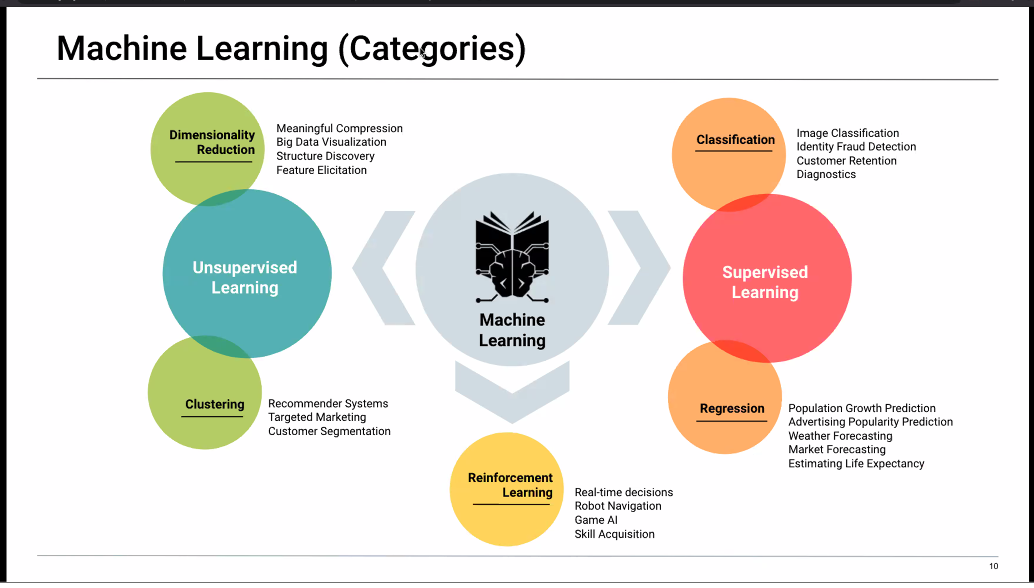 Machine Learning (Categories)
Dimensionality
Reduction
Meaningful Compression
Big Data Visualization
Structure Discovery
Feature Elicitation
Unsupervised
Learning
Clustering
Recommender Systems
Targeted Marketing
Customer Segmentation
Machine
Learning
Reinforcement
Learning
Real-time decisions
Robot Navigation
Game AI
Skill Acquisition
Classification
Image Classification
Identity Fraud Detection
Customer Retention
Diagnostics
Supervised
Learning
Regression
Population Growth Prediction
Advertising Popularity Prediction
Weather Forecasting
Market Forecasting
Estimating Life Expectancy
10